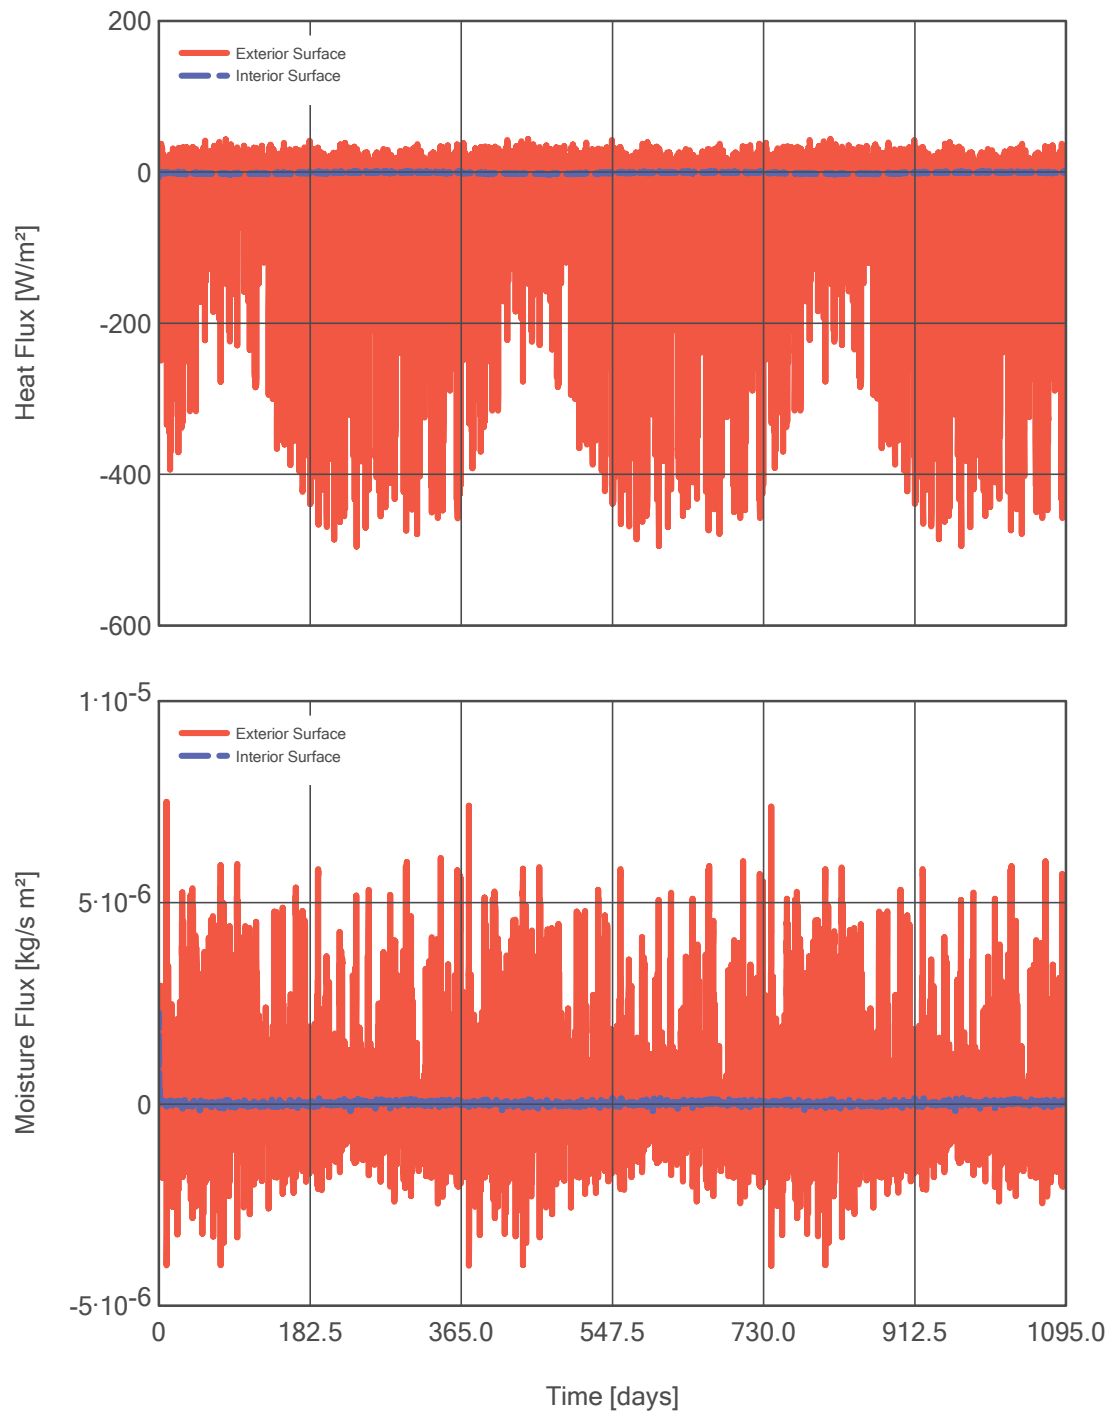 200
Exterior Surface
Interior Surface
0
-200
-400
-600
Heat Flux [W/m²]
1·10⁻⁵
Exterior Surface
Interior Surface
5·10⁻⁶
0
-5·10⁻⁶
Moisture Flux [kg/s m²]
0 182.5 365.0 547.5 730.0 912.5 1095.0
Time [days]